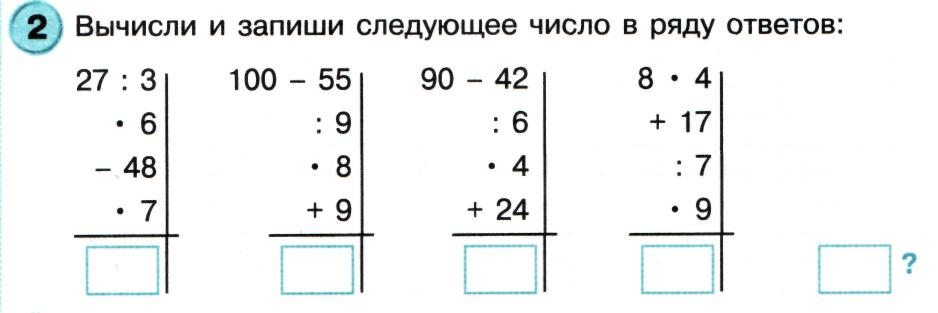 2 Вычисли и запиши следующее число в ряду ответов:
27 : 3 100 – 55 90 – 42 8 · 4
· 6 : 9 : 6 + 17
– 48 · 8 · 4 : 7
· 7 + 9 + 24 · 9
?